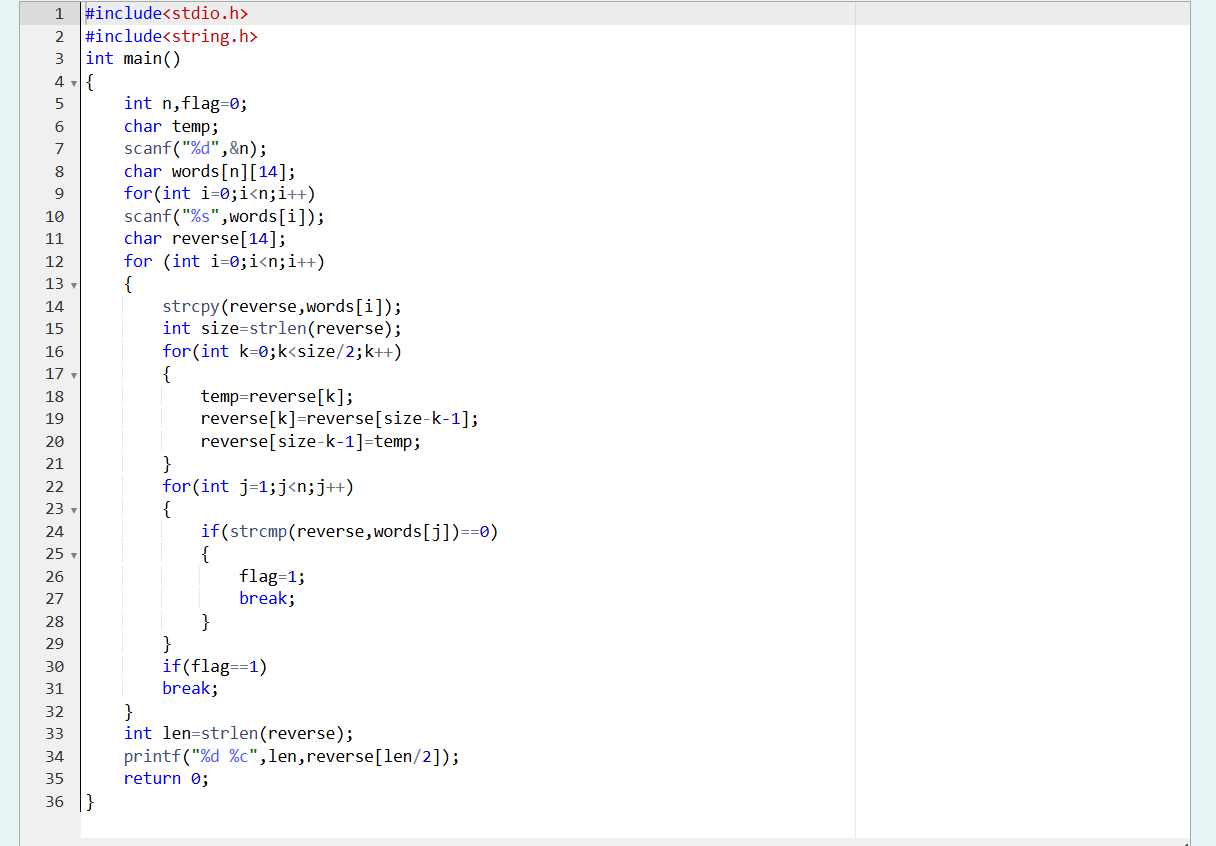 1 #include<stdio.h>
2 #include<string.h>
3 int main()
4 {
5 int n,flag=0;
6 char temp;
7 scanf("%d",&n);
8 char words[n][14];
9 for(int i=0;i<n;i++)
10 scanf("%s",words[i]);
11 char reverse[14];
12 for (int i=0;i<n;i++)
13 {
14 strcpy(reverse,words[i]);
15 int size=strlen(reverse);
16 for(int k=0;k<size/2;k++)
17 {
18 temp=reverse[k];
19 reverse[k]=reverse[size-k-1];
20 reverse[size-k-1]=temp;
21 }
22 for(int j=1;j<n;j++)
23 {
24 if(strcmp(reverse,words[j])==0)
25 {
26 flag=1;
27 break;
28 }
29 }
30 if(flag==1)
31 break;
32 }
33 int len=strlen(reverse);
34 printf("%d %c",len,reverse[len/2]);
35 return 0;
36 }